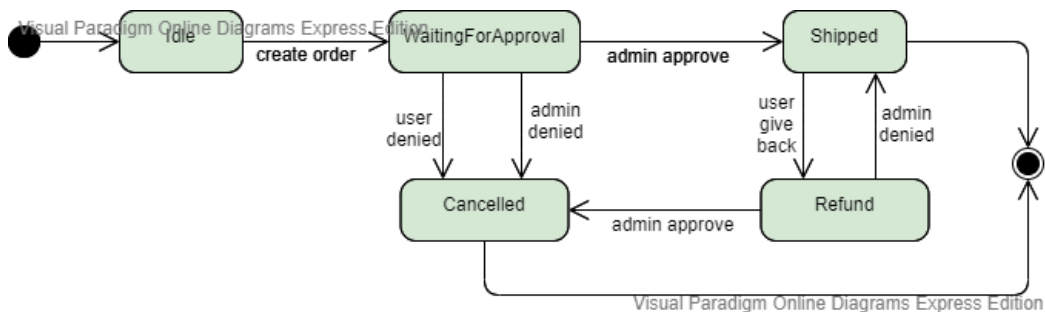 Visual Paradigm Online Diagrams Express Edition
Idle
create order
WaitingForApproval
admin approve
Shipped
user
denied
admin
denied
user
give
back
admin
denied
Cancelled
admin approve
Refund
Visual Paradigm Online Diagrams Express Edition